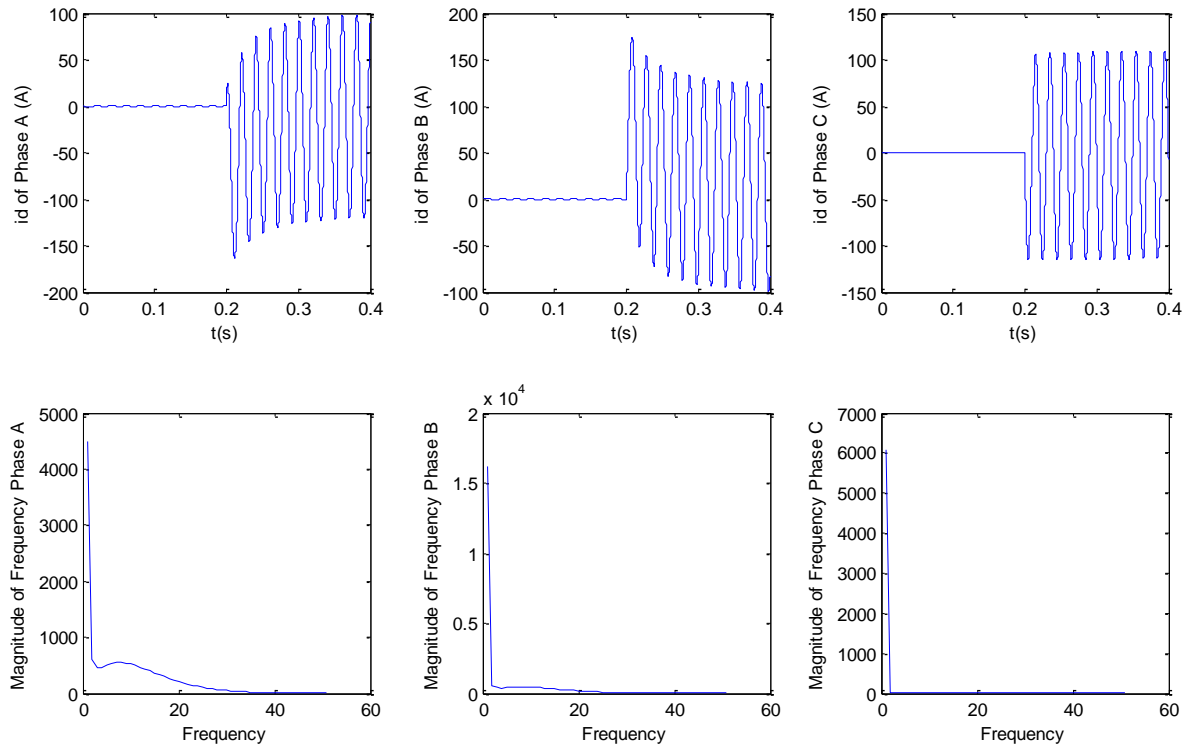 id of Phase A (A)
100
50
0
-50
-100
-150
-200
0 0.1 0.2 0.3 0.4
t(s)
id of Phase B (A)
200
150
100
50
0
-50
-100
0 0.1 0.2 0.3 0.4
t(s)
id of Phase C (A)
150
100
50
0
-50
-100
-150
0 0.1 0.2 0.3 0.4
t(s)
Magnitude of Frequency Phase A
5000
4000
3000
2000
1000
0
0 20 40 60
Frequency
Magnitude of Frequency Phase B
x 10^4
2
1.5
1
0.5
0
0 20 40 60
Frequency
Magnitude of Frequency Phase C
7000
6000
5000
4000
3000
2000
1000
0
0 20 40 60
Frequency